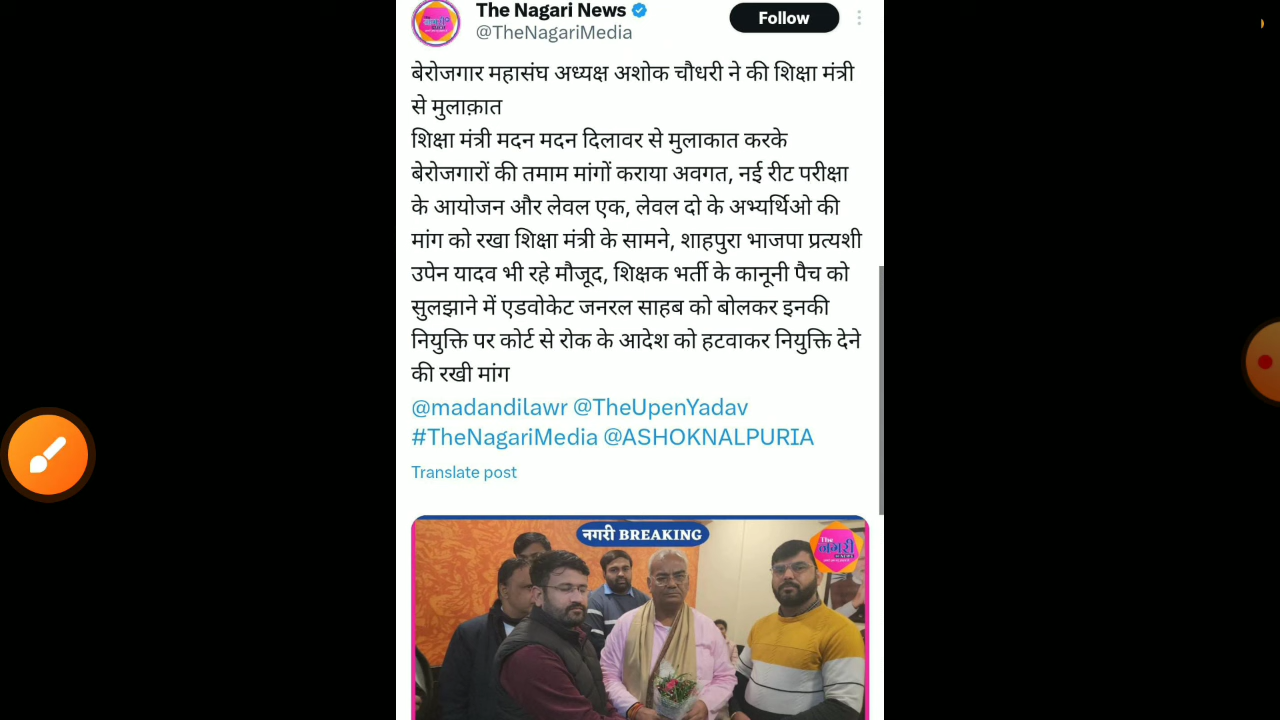 The Nagari News
Follow
@TheNagariMedia
बेरोजगार महासंघ अध्यक्ष अशोक चौधरी ने की शिक्षा मंत्री
से मुलाक़ात
शिक्षा मंत्री मदन मदन दिलावर से मुलाकात करके
बेरोजगारों की तमाम मांगों कराया अवगत, नई रीट परीक्षा
के आयोजन और लेवल एक, लेवल दो के अभ्यर्थिओ की
मांग को रखा शिक्षा मंत्री के सामने, शाहपुरा भाजपा प्रत्यशी
उपेन यादव भी रहे मौजूद, शिक्षक भर्ती के कानूनी पैच को
सुलझाने में एडवोकेट जनरल साहब को बोलकर इनकी
नियुक्ति पर कोर्ट से रोक के आदेश को हटवाकर नियुक्ति देने
की रखी मांग
@madandilawr @TheUpenYadav
#TheNagariMedia @ASHOKNALPURIA
Translate post
नगरी BREAKING
The
नगरी